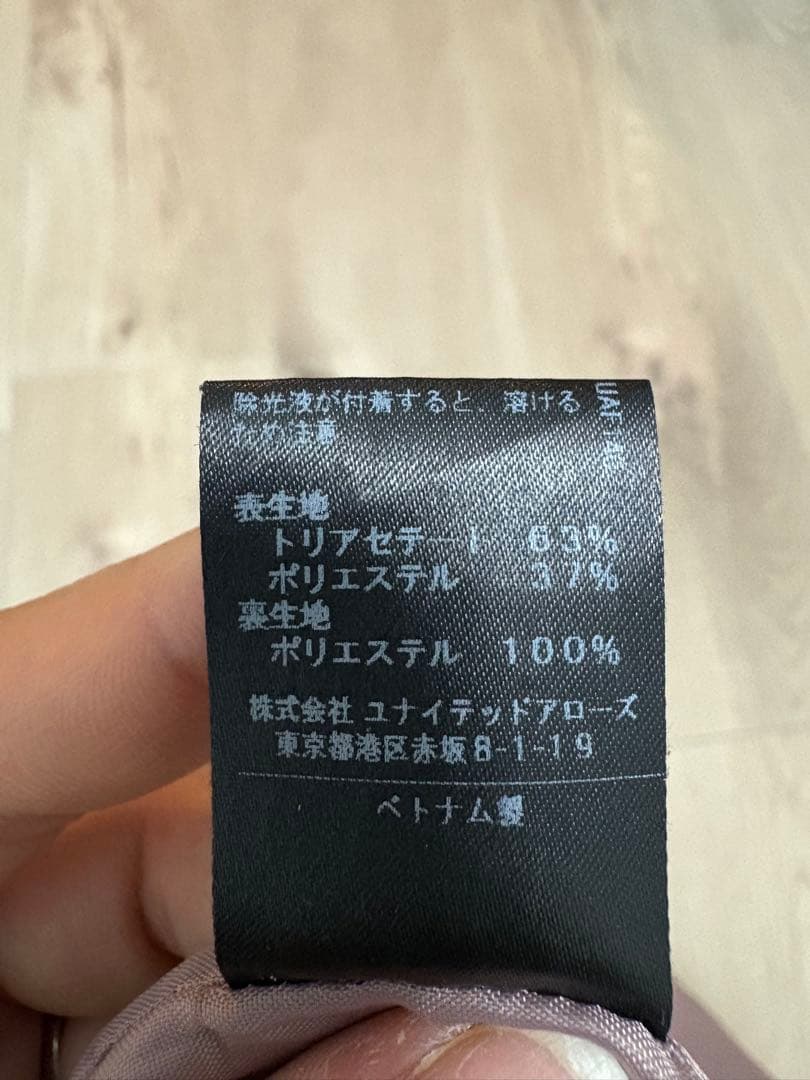 除光液が付着すると、溶ける
ため注意
表生地
トリアセテート 63%
ポリエステル 37%
裏生地
ポリエステル 100%
株式会社 ユナイテッドアローズ
東京都港区赤坂8-1-19
ベトナム製